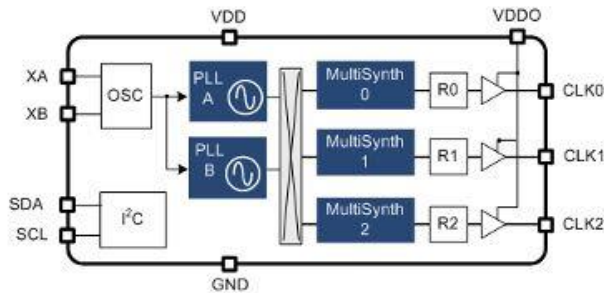 VDD
VDDO
XA
XB
OSC
PLL
A
PLL
B
MultiSynth
0
R0
CLK0
MultiSynth
1
R1
CLK1
MultiSynth
2
R2
CLK2
SDA
SCL
I²C
GND